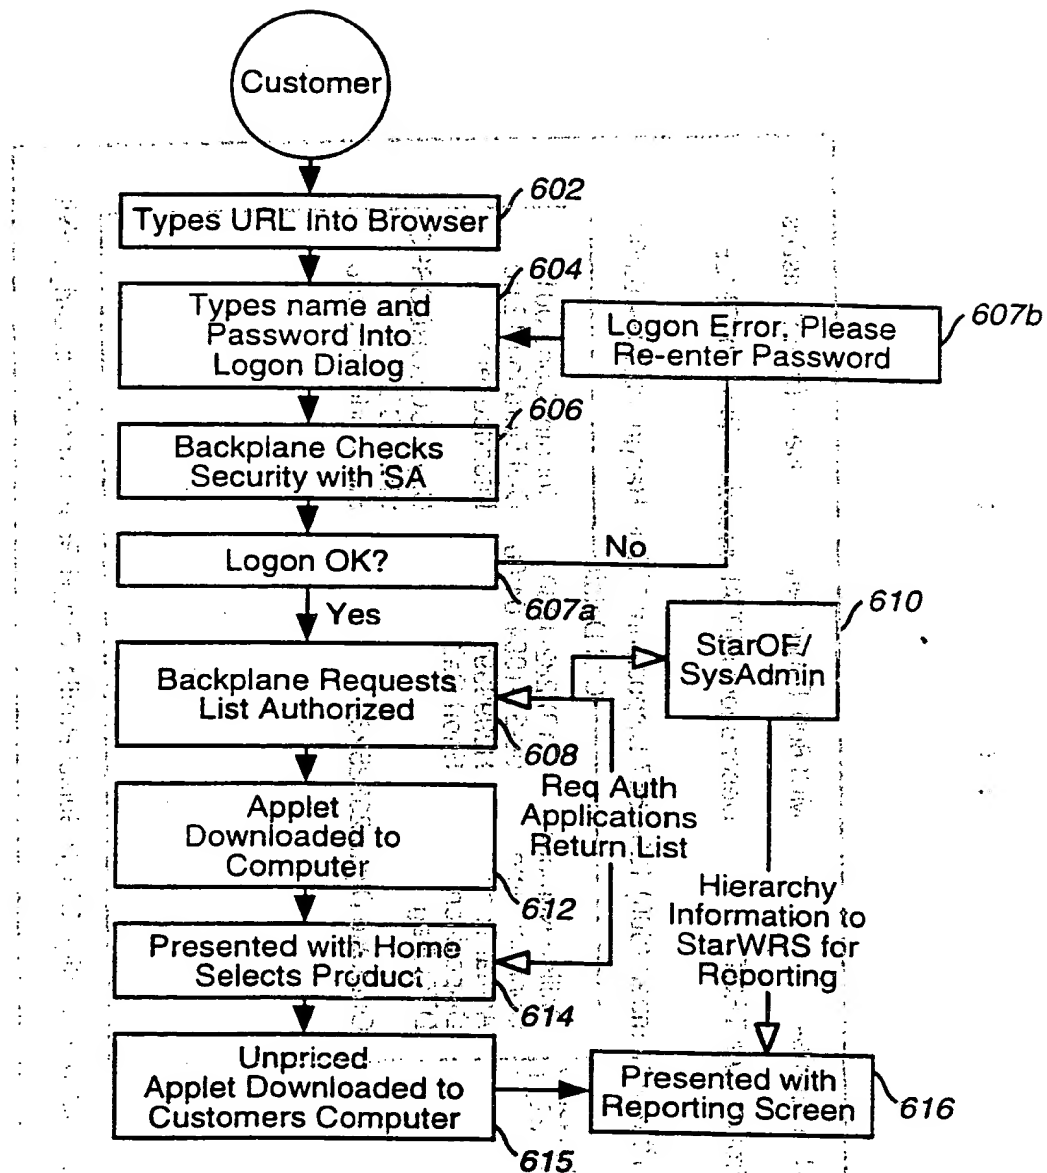 Customer
602
Types URL Into Browser
604
Types name and
Password Into
Logon Dialog
607b
Logon Error, Please
Re-enter Password
606
Backplane Checks
Security with SA
Logon OK?
No
607a
Yes
610
StarOF/
SysAdmin
Backplane Requests
List Authorized
608
Req Auth
Applications
Return List
Applet
Downloaded to
Computer
612
Hierarchy
Information to
StarWRS for
Reporting
Presented with Home
Selects Product
614
Unpriced
Applet Downloaded to
Customers Computer
615
Presented with
Reporting Screen
616